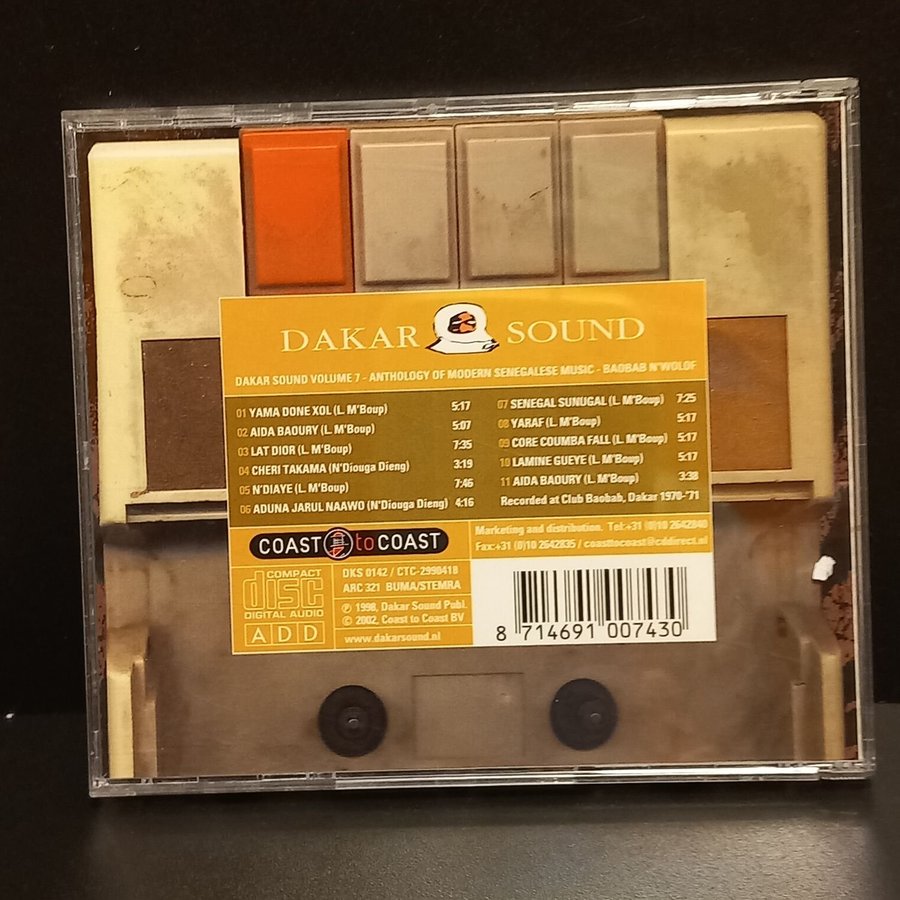 DAKAR SOUND
DAKAR SOUND VOLUME 7 - ANTHOLOGY OF MODERN SENEGALESE MUSIC - BAOBAB N'WOLOF
01 YAMA DONE XOL (L. M'Boup) 5:17
02 AIDA BAOURY (L. M'Boup) 5:07
03 LAT DIOR (L. M'Boup) 7:35
04 CHERI TAKAMA (N'Diouga Dieng) 3:19
05 N'DIAYE (L. M'Boup) 7:46
06 ADUNA JARUL NAAWO (N'Diouga Dieng) 4:16
07 SENEGAL SUNUGAL (L. M'Boup) 7:25
08 YARAF (L. M'Boup) 5:17
09 CORE COUMBA FALL (L. M'Boup) 5:17
10 LAMINE GUEYE (L. M'Boup) 5:17
11 AIDA BAOURY (L. M'Boup) 3:38
Recorded at Club Baobab, Dakar 1970-'71
COAST to COAST
Marketing and distribution. Tel:+31 (0)10 2642840
Fax:+31 (0)10 2642835 / coasttocoast@cddirect.nl
COMPACT
disc
DIGITAL AUDIO
ADD
DKS 0142 / CTC-2990418
ARC 321 BUMA/STEMRA
℗ 1998, Dakar Sound Publ.
© 2002, Coast to Coast BV
www.dakarsound.nl
8 714691 007430